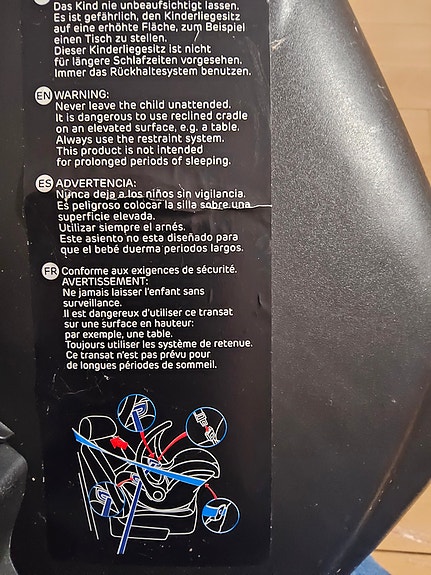 Das Kind nie unbeaufsichtigt lassen.
Es ist gefährlich, den Kinderliegesitz
auf eine erhöhte Fläche, zum Beispiel
einen Tisch zu stellen.
Dieser Kinderliegesitz ist nicht
für längere Schlafzeiten vorgesehen.
Immer das Rückhaltesystem benutzen.
EN WARNING:
Never leave the child unattended.
It is dangerous to use reclined cradle
on an elevated surface, e.g. a table.
Always use the restraint system.
This product is not intended
for prolonged periods of sleeping.
ES ADVERTENCIA:
Nunca deja a los niños sin vigilancia.
Es peligroso colocar la silla sobre una
superficie elevada.
Utilizar siempre el arnés.
Este asiento no esta diseñado para
que el bebé duerma periodos largos.
FR Conforme aux exigences de sécurité.
AVERTISSEMENT:
Ne jamais laisser l'enfant sans
surveillance.
Il est dangereux d'utiliser ce transat
sur une surface en hauteur:
par exemple, une table.
Toujours utiliser les système de retenue.
Ce transat n'est pas prévu pour
de longues périodes de sommeil.